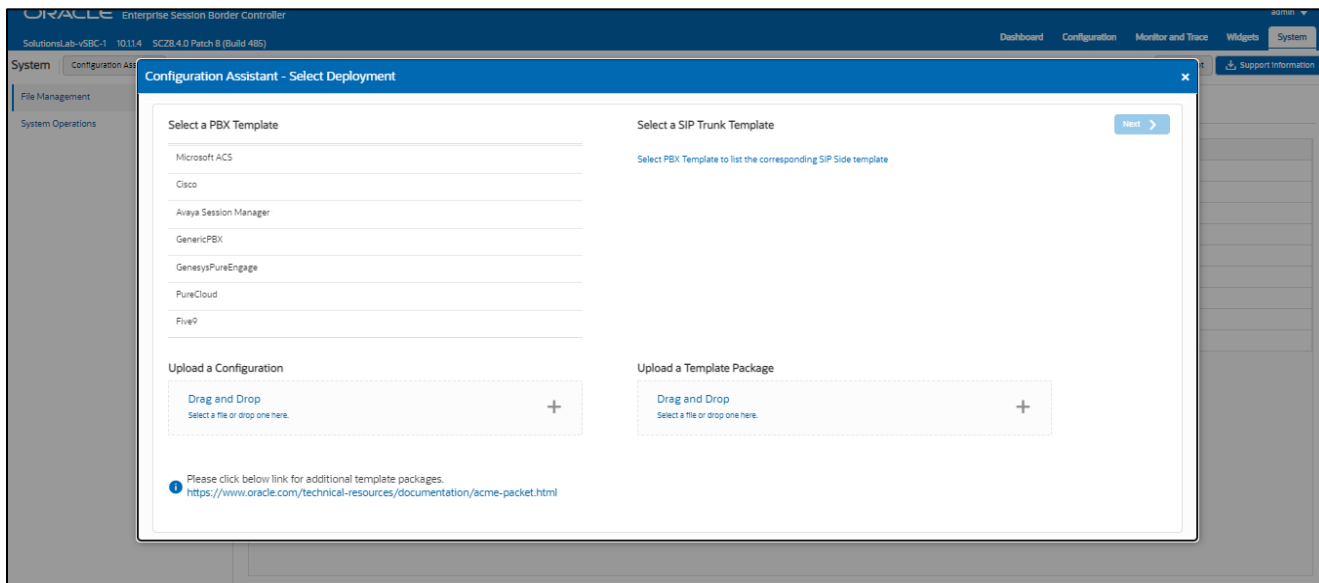 ORACLE Enterprise Session Border Controller
admin
SolutionsLab-vSBC-1 10.1.1.4 SCZ8.4.0 Patch 8 (Build 485)
Dashboard Configuration Monitor and Trace Widgets System
System
Configuration Ass
Support Information
File Management
System Operations
Configuration Assistant - Select Deployment
×
Select a PBX Template
Microsoft ACS
Cisco
Avaya Session Manager
GenericPBX
GenesysPureEngage
PureCloud
Five9
Select a SIP Trunk Template
Next
Select PBX Template to list the corresponding SIP Side template
Upload a Configuration
Drag and Drop
Select a file or drop one here.
Upload a Template Package
Drag and Drop
Select a file or drop one here.
Please click below link for additional template packages.
https://www.oracle.com/technical-resources/documentation/acme-packet.html